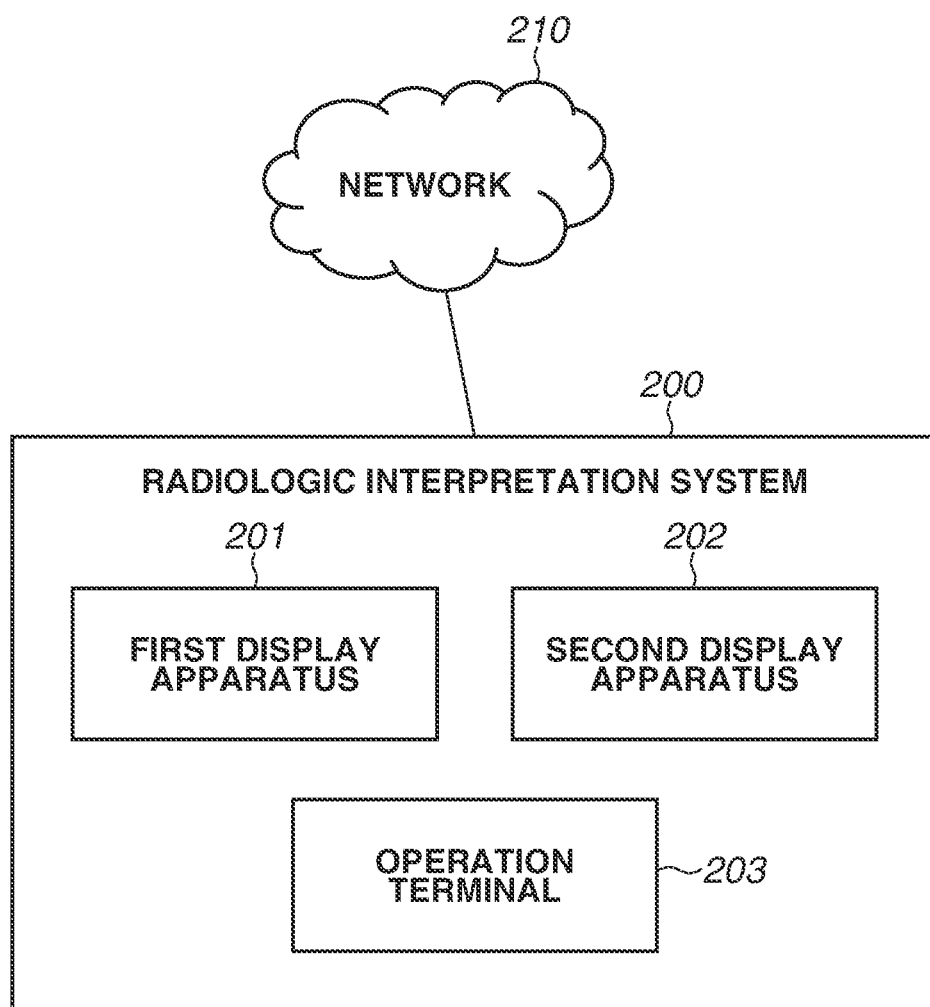 210
NETWORK
200
RADIOLOGIC INTERPRETATION SYSTEM
201
202
FIRST DISPLAY
APPARATUS
SECOND DISPLAY
APPARATUS
OPERATION
TERMINAL
203